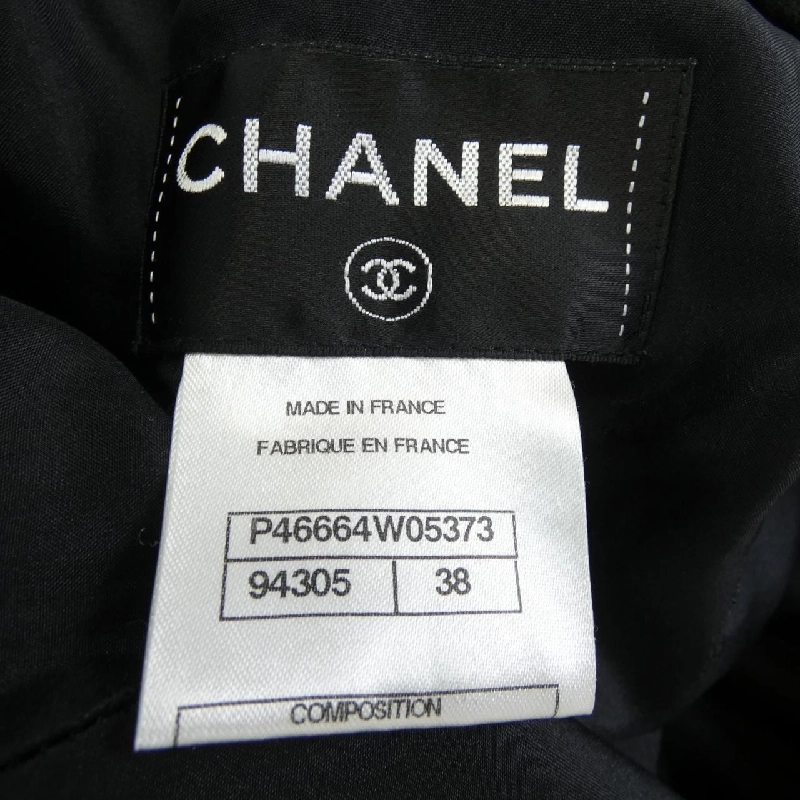 CHANEL
MADE IN FRANCE
FABRIQUE EN FRANCE
P46664W05373
94305 38
COMPOSITION